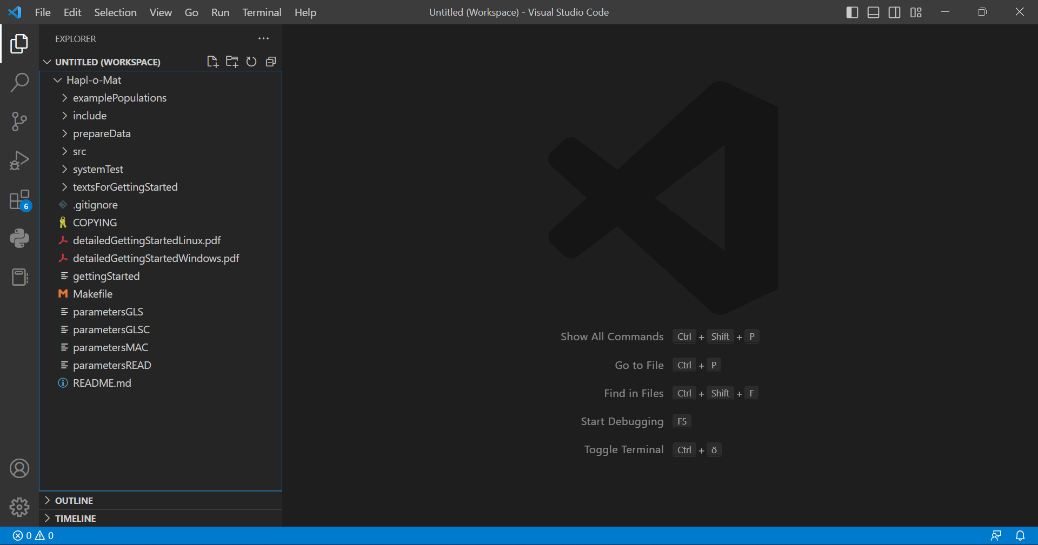 File Edit Selection View Go Run Terminal Help
Untitled (Workspace) - Visual Studio Code
EXPLORER
UNTITLED (WORKSPACE)
Hapl-o-Mat
examplePopulations
include
prepareData
src
systemTest
textsForGettingStarted
.gitignore
COPYING
detailedGettingStartedLinux.pdf
detailedGettingStartedWindows.pdf
gettingStarted
Makefile
parametersGLS
parametersGLSC
parametersMAC
parametersREAD
README.md
6
OUTLINE
TIMELINE
Show All Commands Ctrl + Shift + P
Go to File Ctrl + P
Find in Files Ctrl + Shift + F
Start Debugging F5
Toggle Terminal Ctrl + ö
0 0